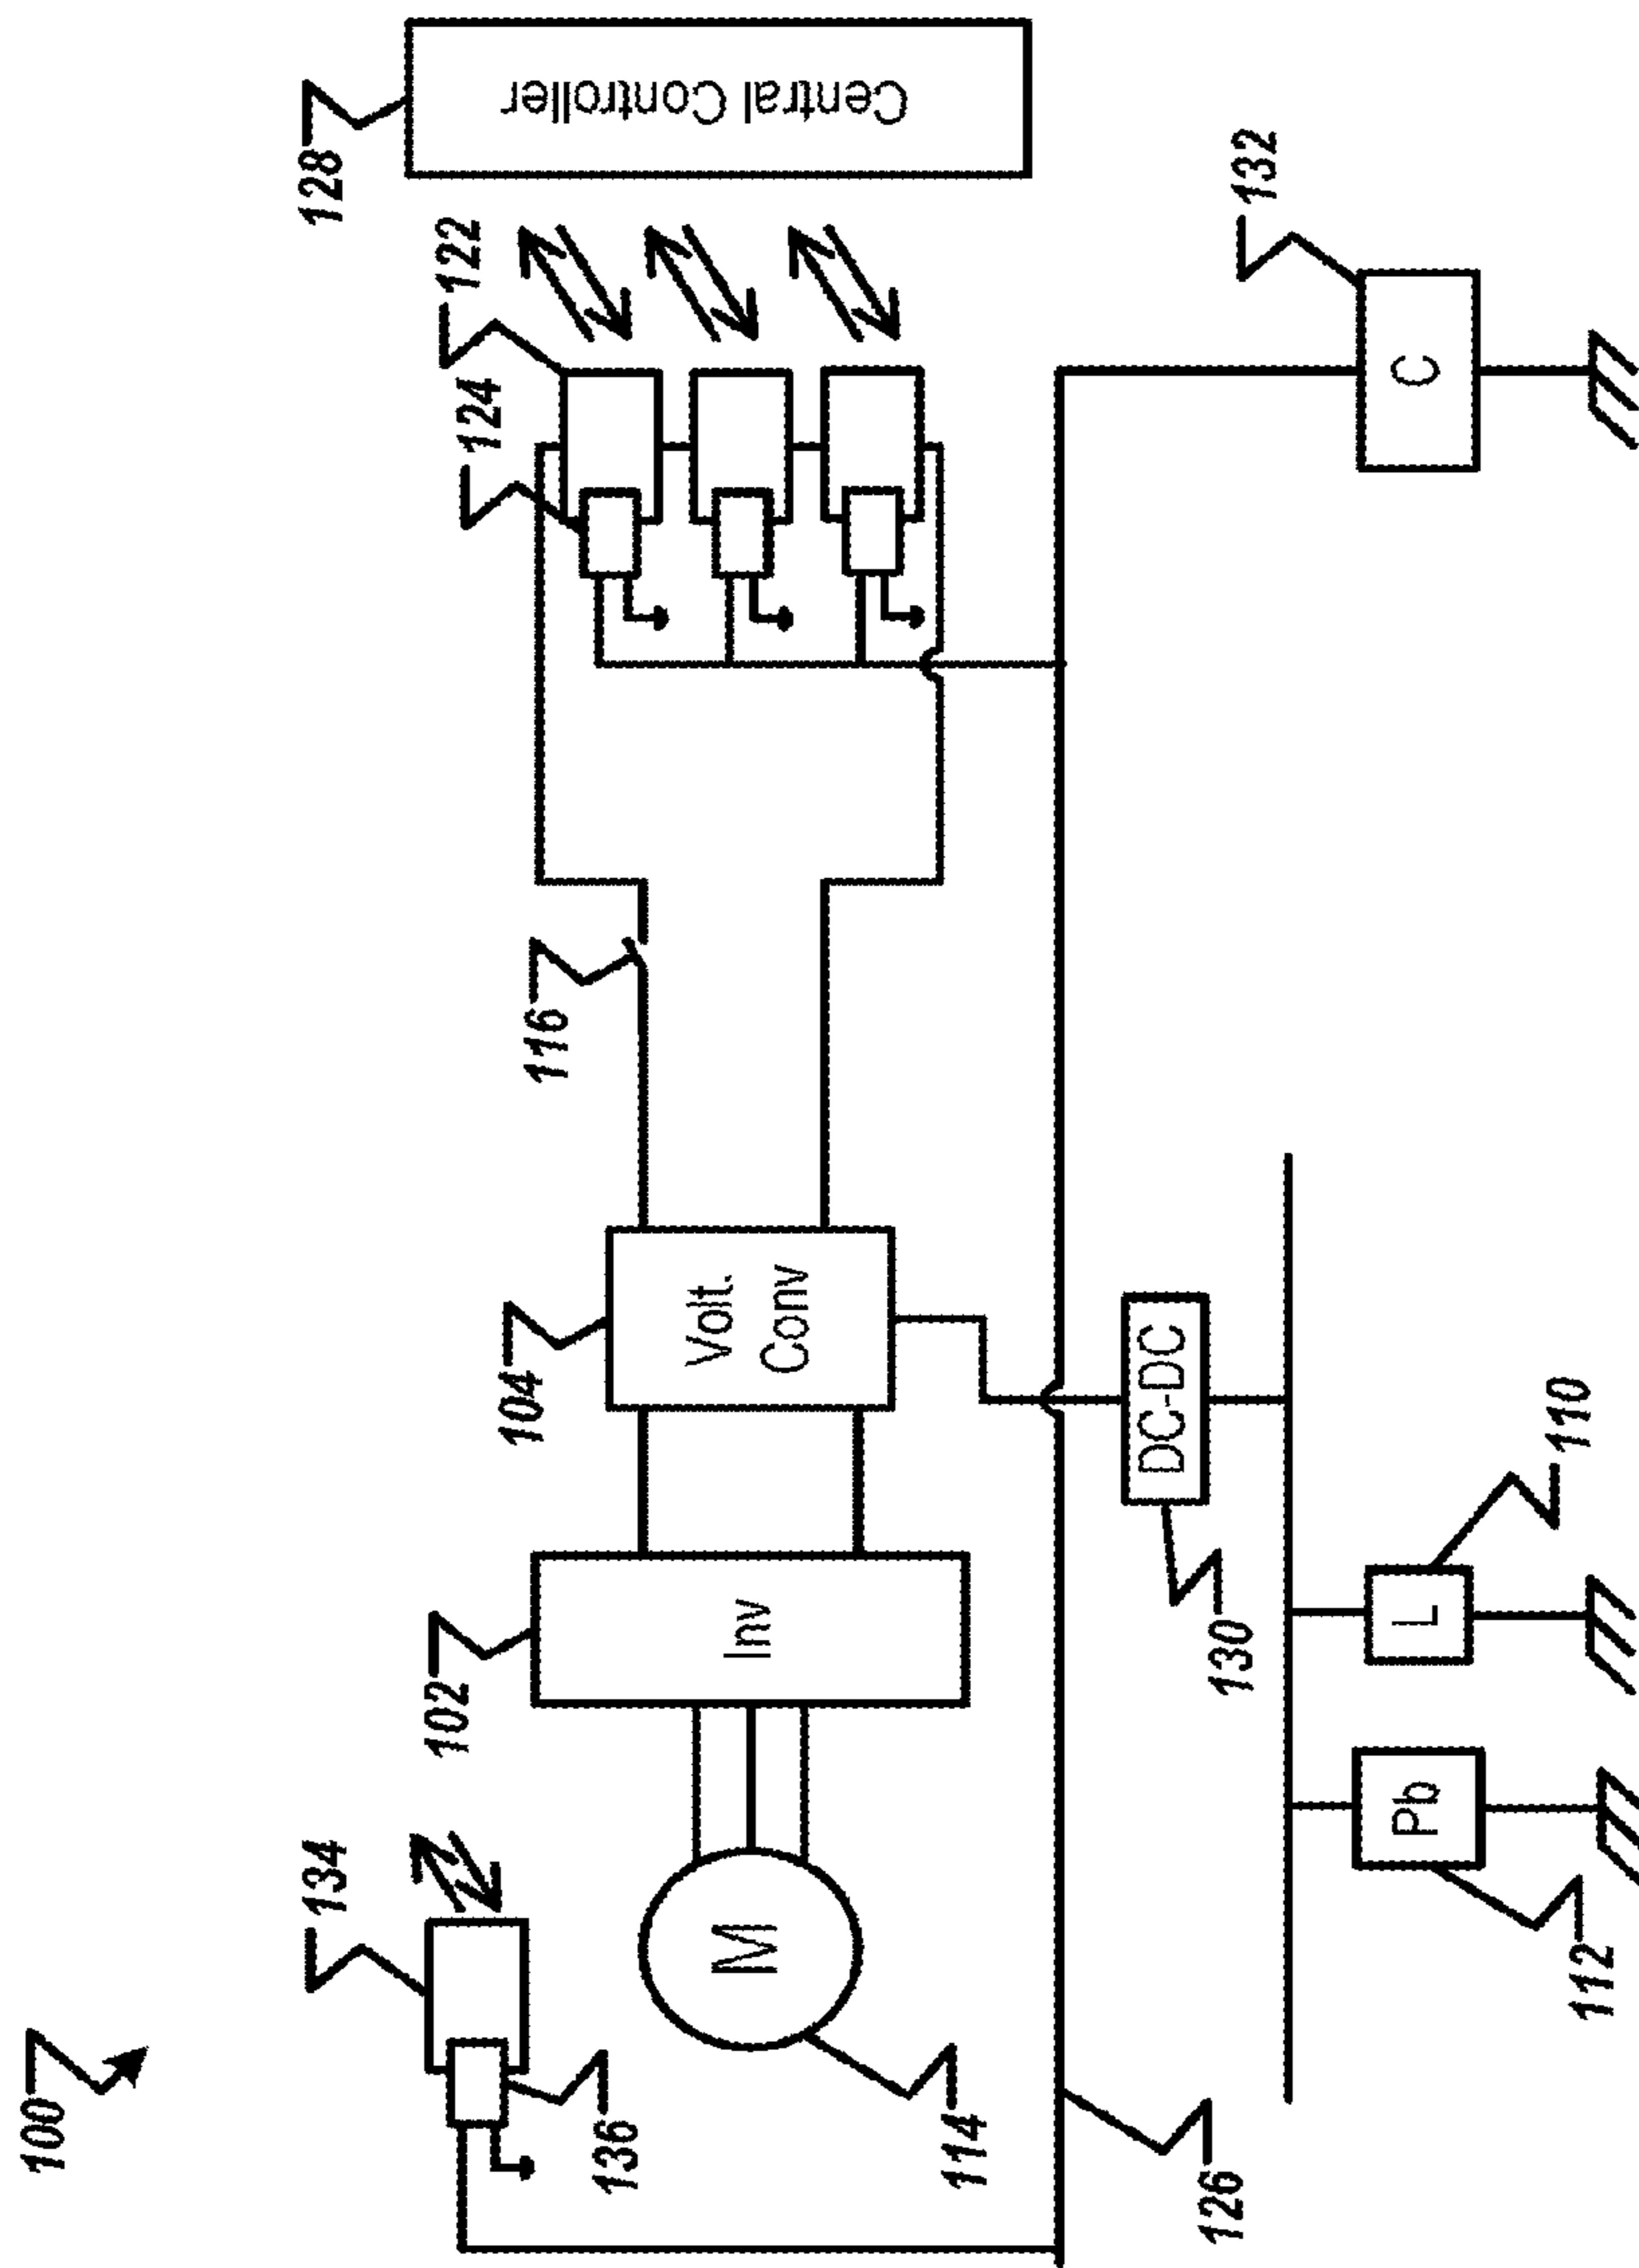 100
134
136
M
114
102
Inv
104
Volt.
Conv
116
124
122
128
Central Controller
126
130
DC-DC
112
Pb
110
L
132
C